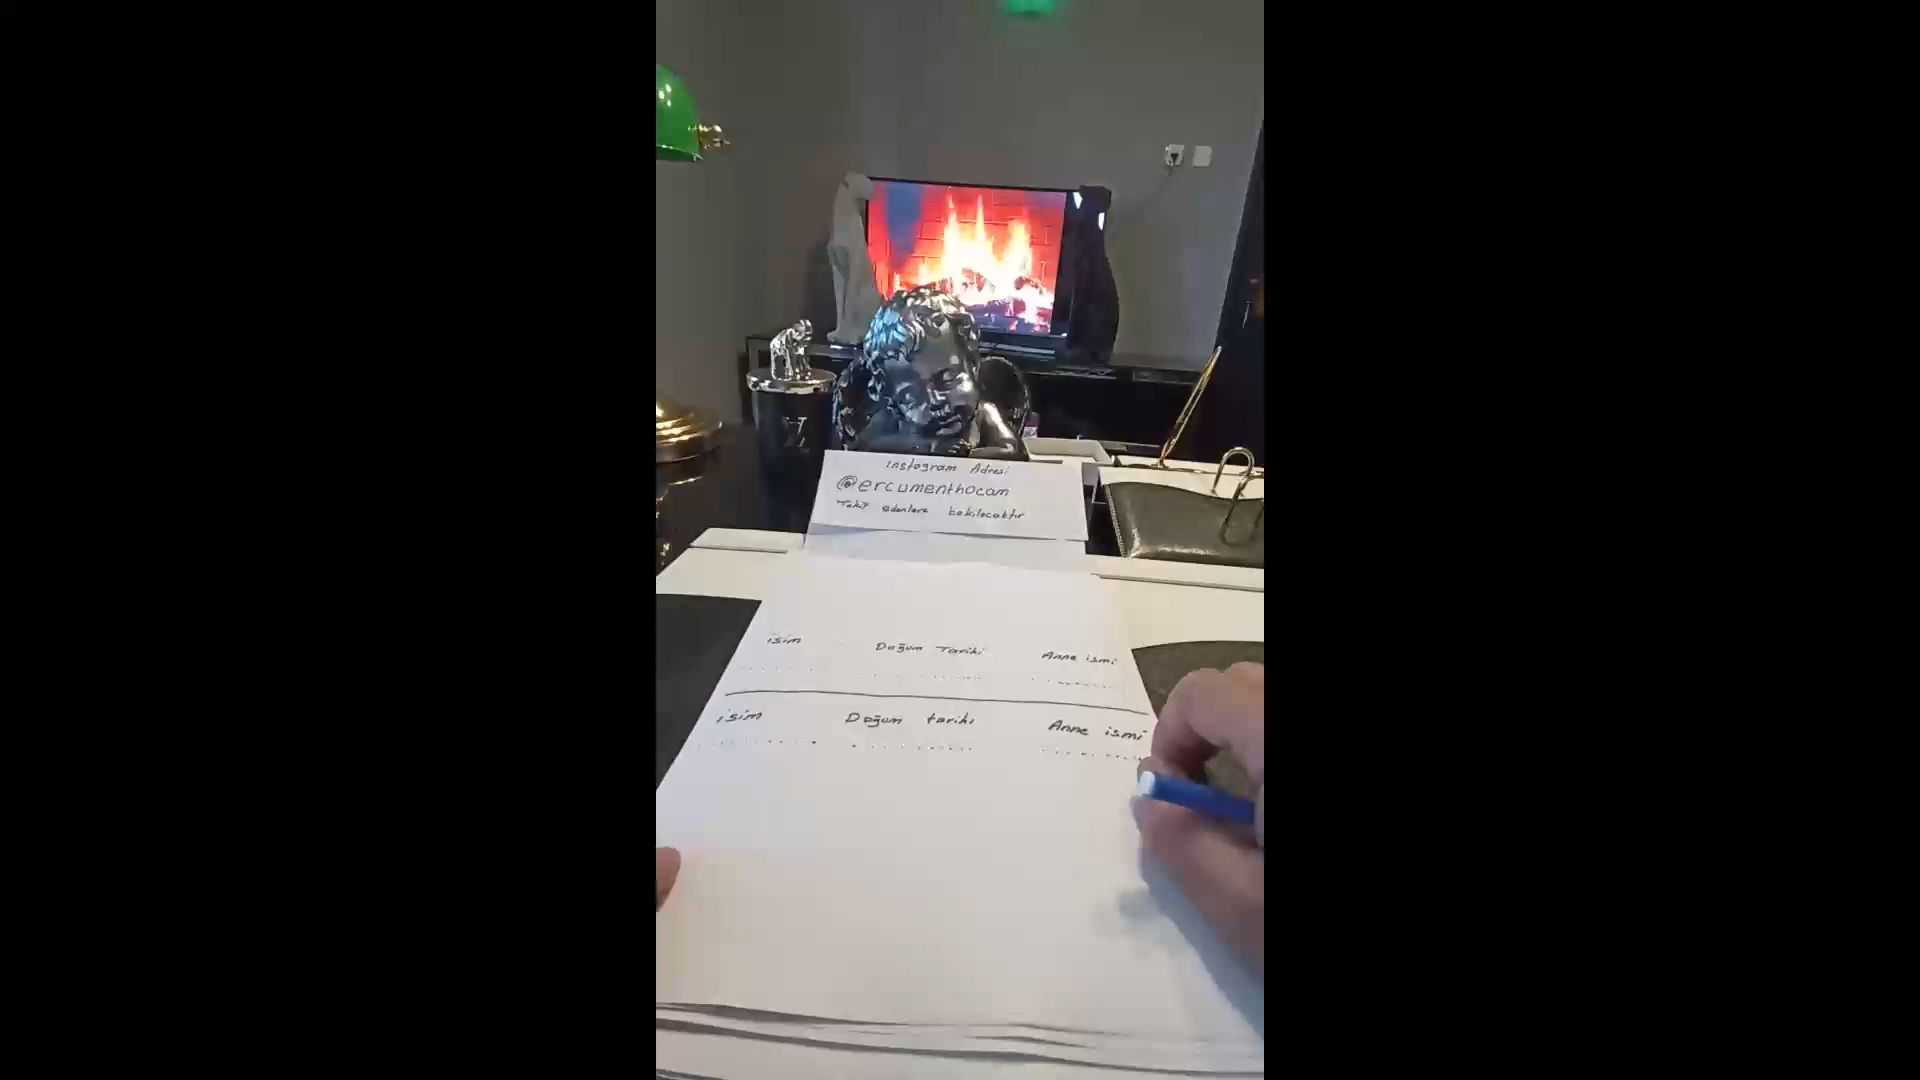 instagram Adresi
@ercumenthocam
Takip edenlere bakılacaktır
isim Doğum Tarihi Anne ismi
isim Doğum tarihi Anne ismi